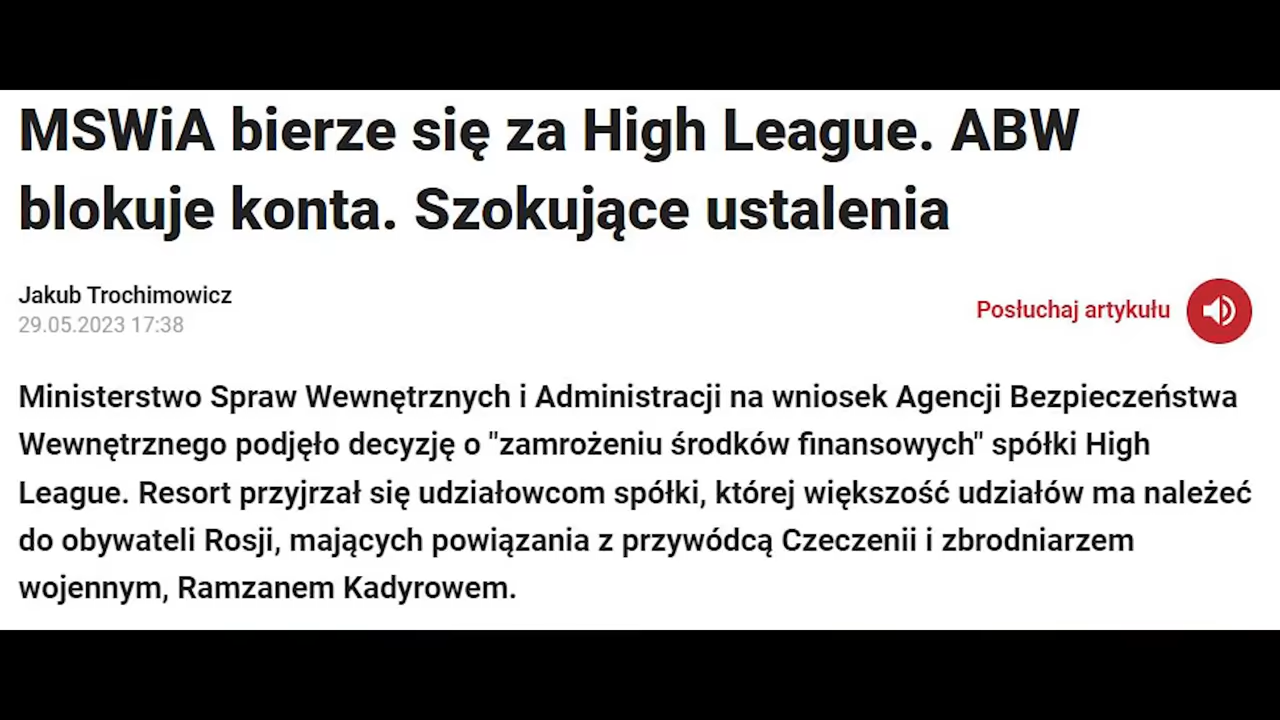 MSWiA bierze się za High League. ABW
blokuje konta. Szokujące ustalenia
Jakub Trochimowicz
29.05.2023 17:38
Posłuchaj artykułu
Ministerstwo Spraw Wewnętrznych i Administracji na wniosek Agencji Bezpieczeństwa
Wewnętrznego podjęło decyzję o "zamrożeniu środków finansowych" spółki High
League. Resort przyjrzał się udziałowcom spółki, której większość udziałów ma należeć
do obywateli Rosji, mających powiązania z przywódcą Czeczenii i zbrodniarzem
wojennym, Ramzanem Kadyrowem.